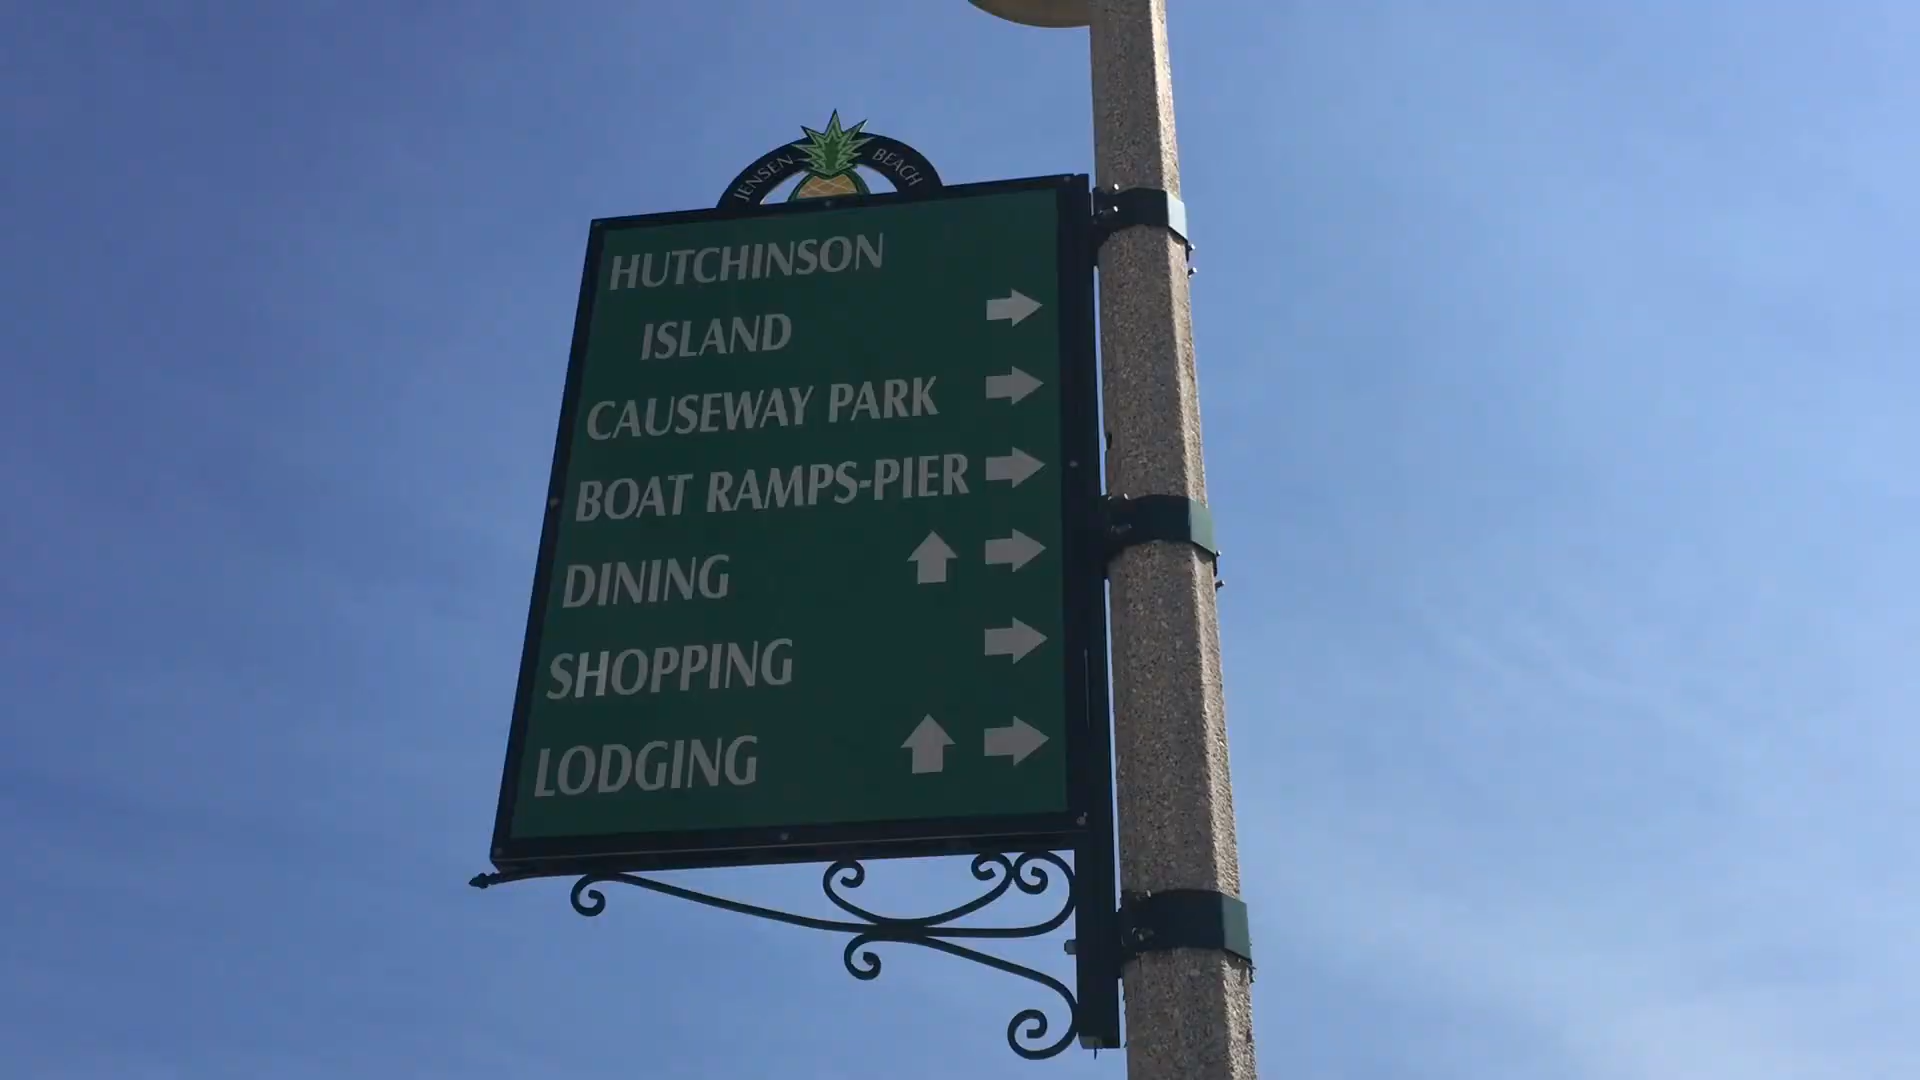 JENSEN BEACH
HUTCHINSON
ISLAND
CAUSEWAY PARK
BOAT RAMPS-PIER
DINING
SHOPPING
LODGING